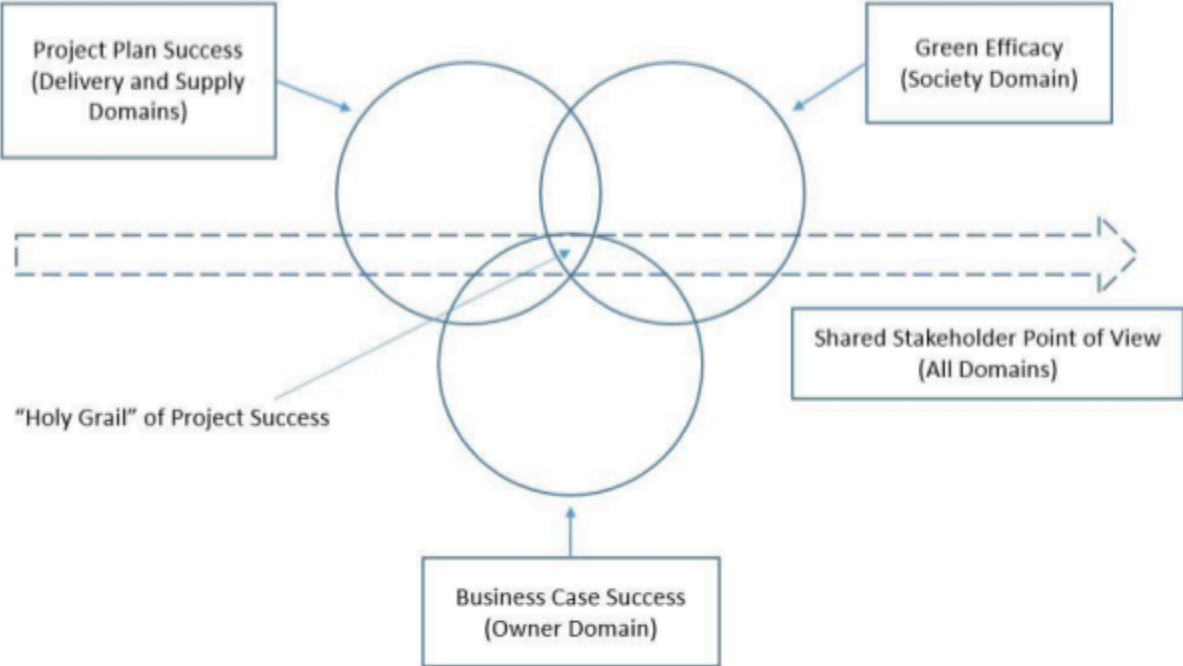 Project Plan Success
(Delivery and Supply
Domains)
Green Efficacy
(Society Domain)
Shared Stakeholder Point of View
(All Domains)
“Holy Grail” of Project Success
Business Case Success
(Owner Domain)